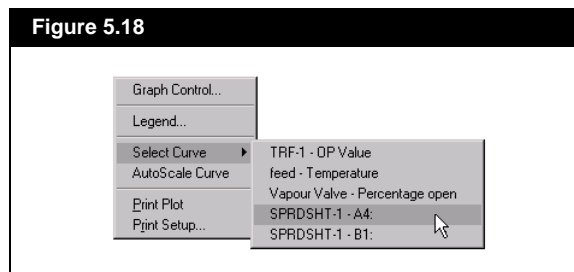 Figure 5.18
Graph Control...
Legend...
Select Curve
AutoScale Curve
Print Plot
Print Setup...
TRF-1 - OP Value
feed - Temperature
Vapour Valve - Percentage open
SPRDSHT-1 - A4:
SPRDSHT-1 - B1: